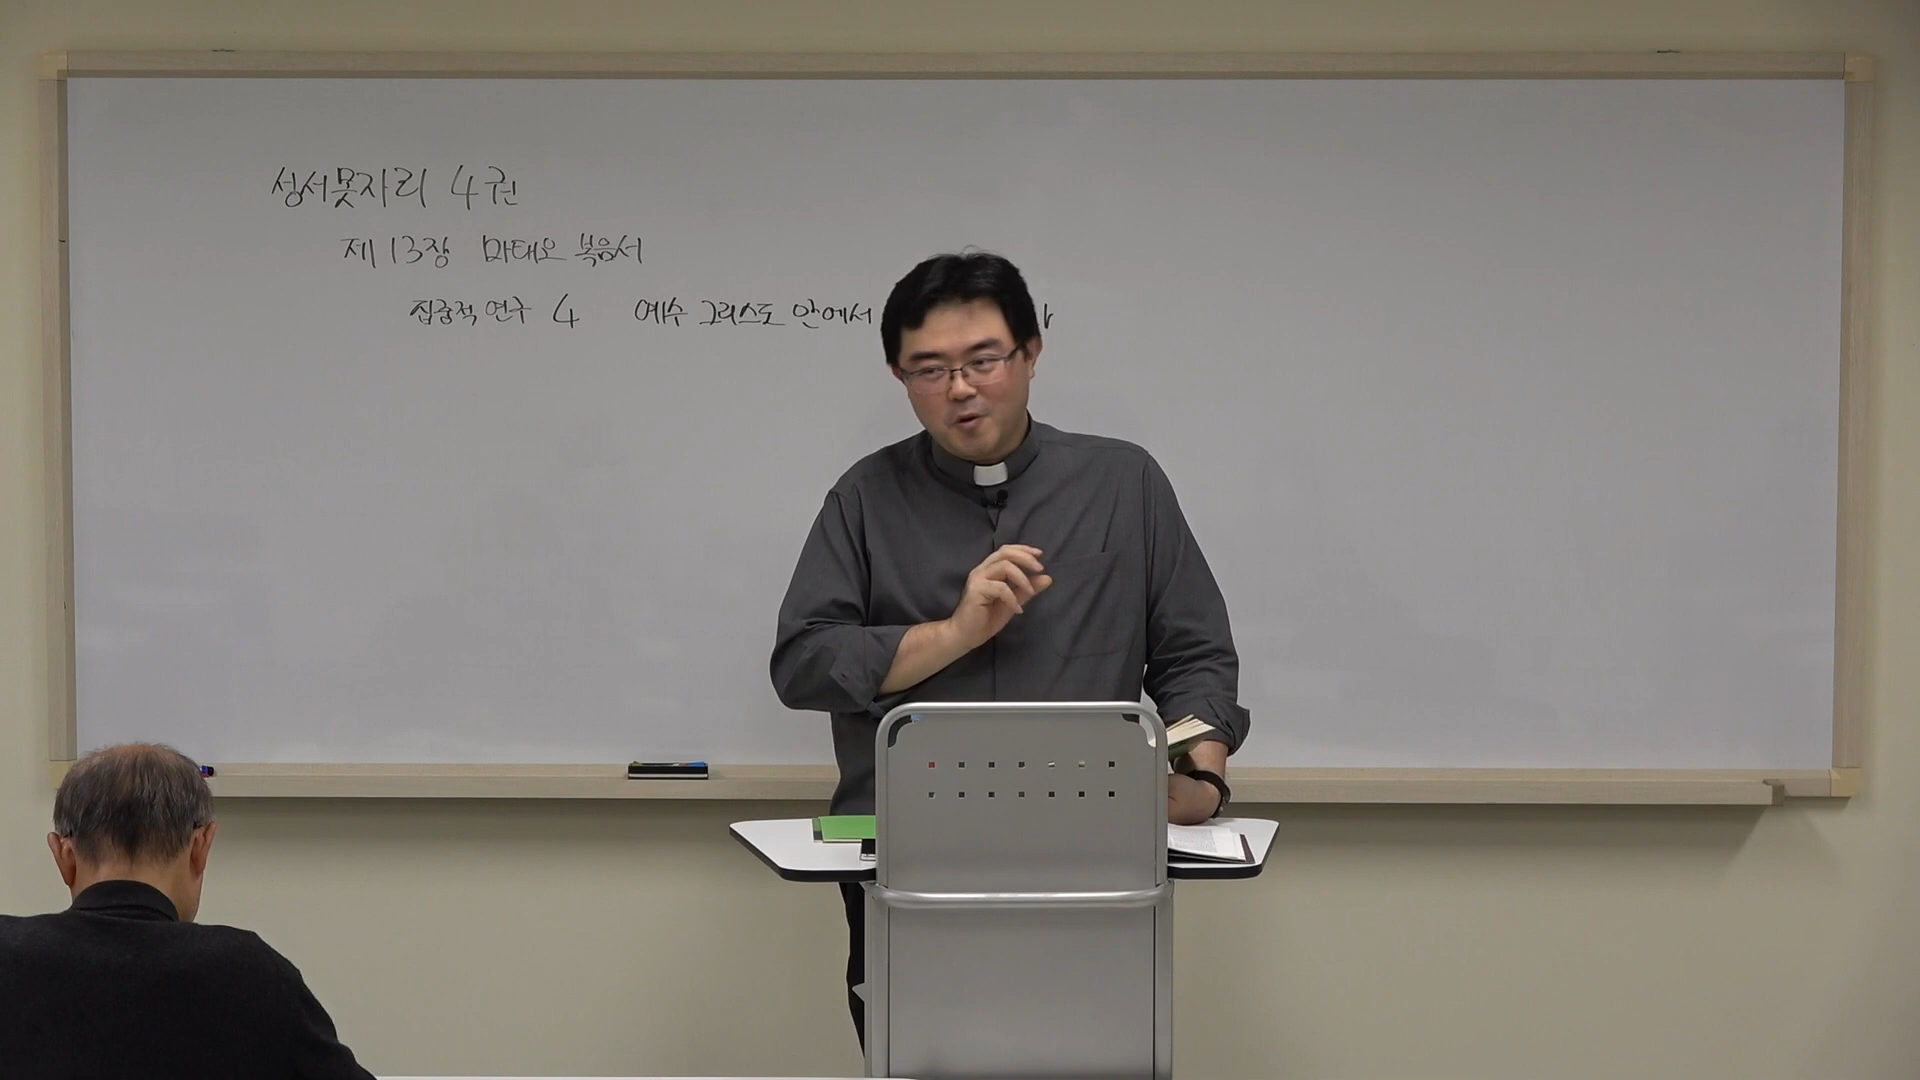 성서못자리 4권
제 13장 마태오 복음서
집중적 연구 4 예수 그리스도 안에서